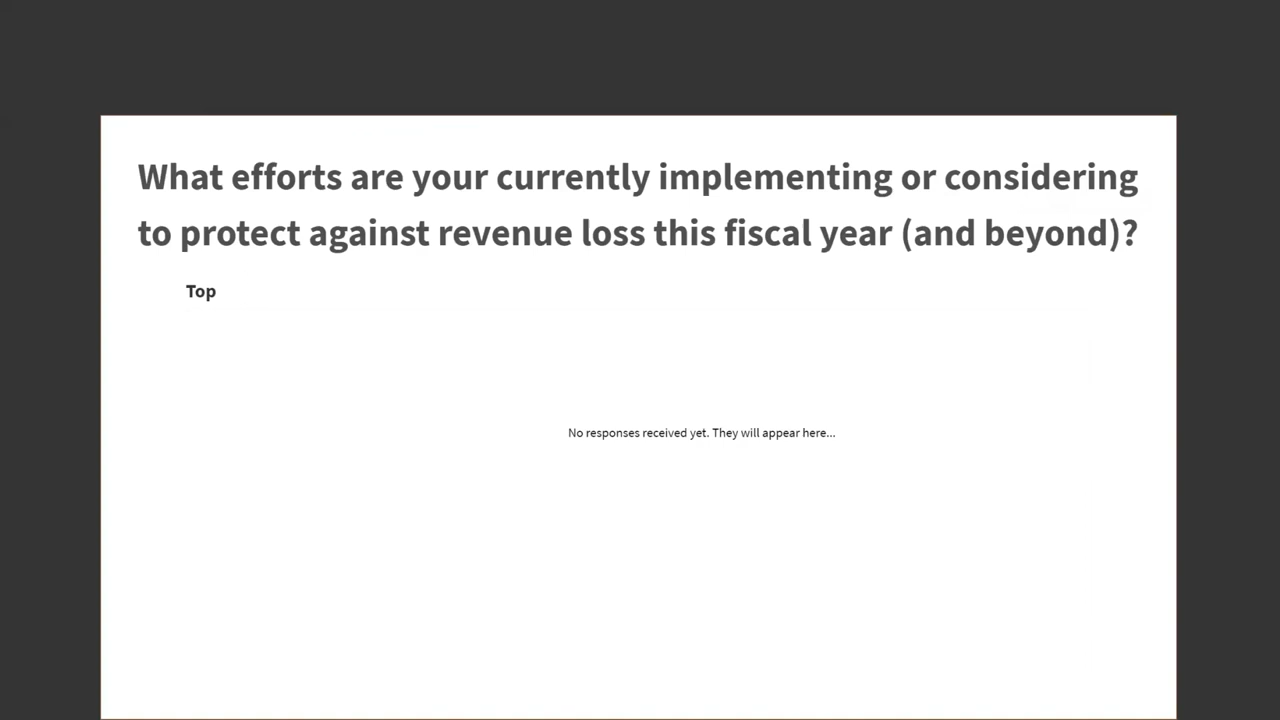 What efforts are your currently implementing or considering
to protect against revenue loss this fiscal year (and beyond)?
Top
No responses received yet. They will appear here...